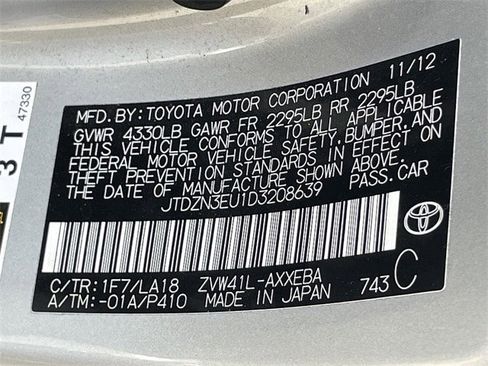 MFD. BY: TOYOTA MOTOR CORPORATION 11/12
GVWR 4330LB GAWR FR 2295LB RR 2295LB
THIS VEHICLE CONFORMS TO ALL APPLICABLE
FEDERAL MOTOR VEHICLE SAFETY, BUMPER, AND
THEFT PREVENTION STANDARDS IN EFFECT ON
THE DATE OF MANUFACTURE SHOWN ABOVE.
JTDZN3EU1D3208639 PASS. CAR
C/TR: 1F7/LA18 ZVW41L-AXXEBA
A/TM: -01A/P410 MADE IN JAPAN 743 C
3 T
47330